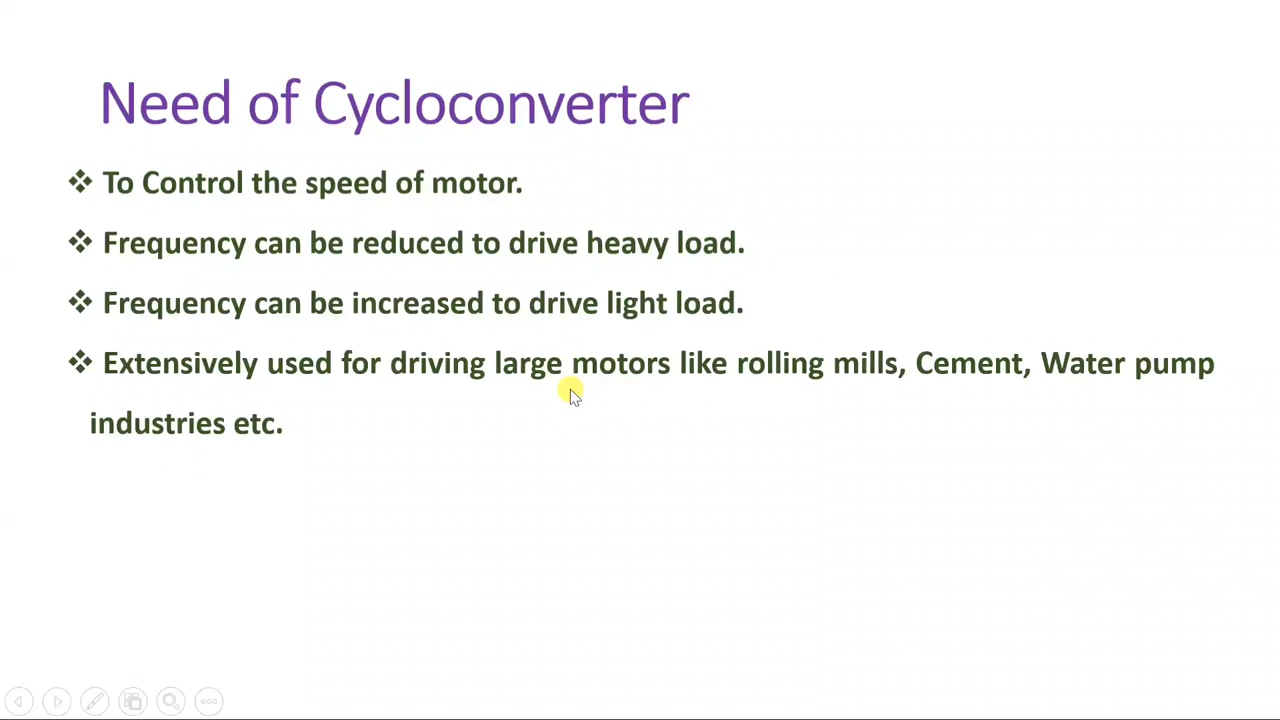 Need of Cycloconverter
❖ To Control the speed of motor.
❖ Frequency can be reduced to drive heavy load.
❖ Frequency can be increased to drive light load.
❖ Extensively used for driving large motors like rolling mills, Cement, Water pump
industries etc.